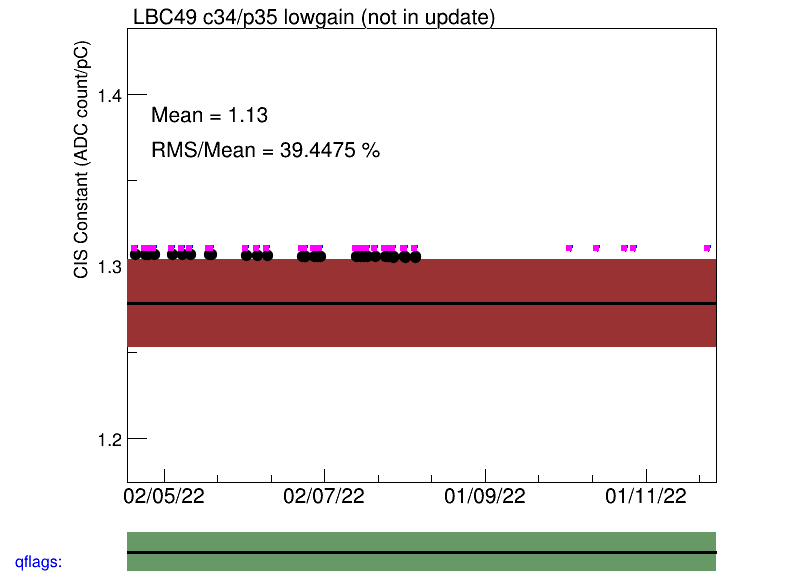 LBC49 c34/p35 lowgain (not in update)
CIS Constant (ADC count/pC)
Mean = 1.13
RMS/Mean = 39.4475 %
1.4
1.3
1.2
02/05/22 02/07/22 01/09/22 01/11/22
qflags: